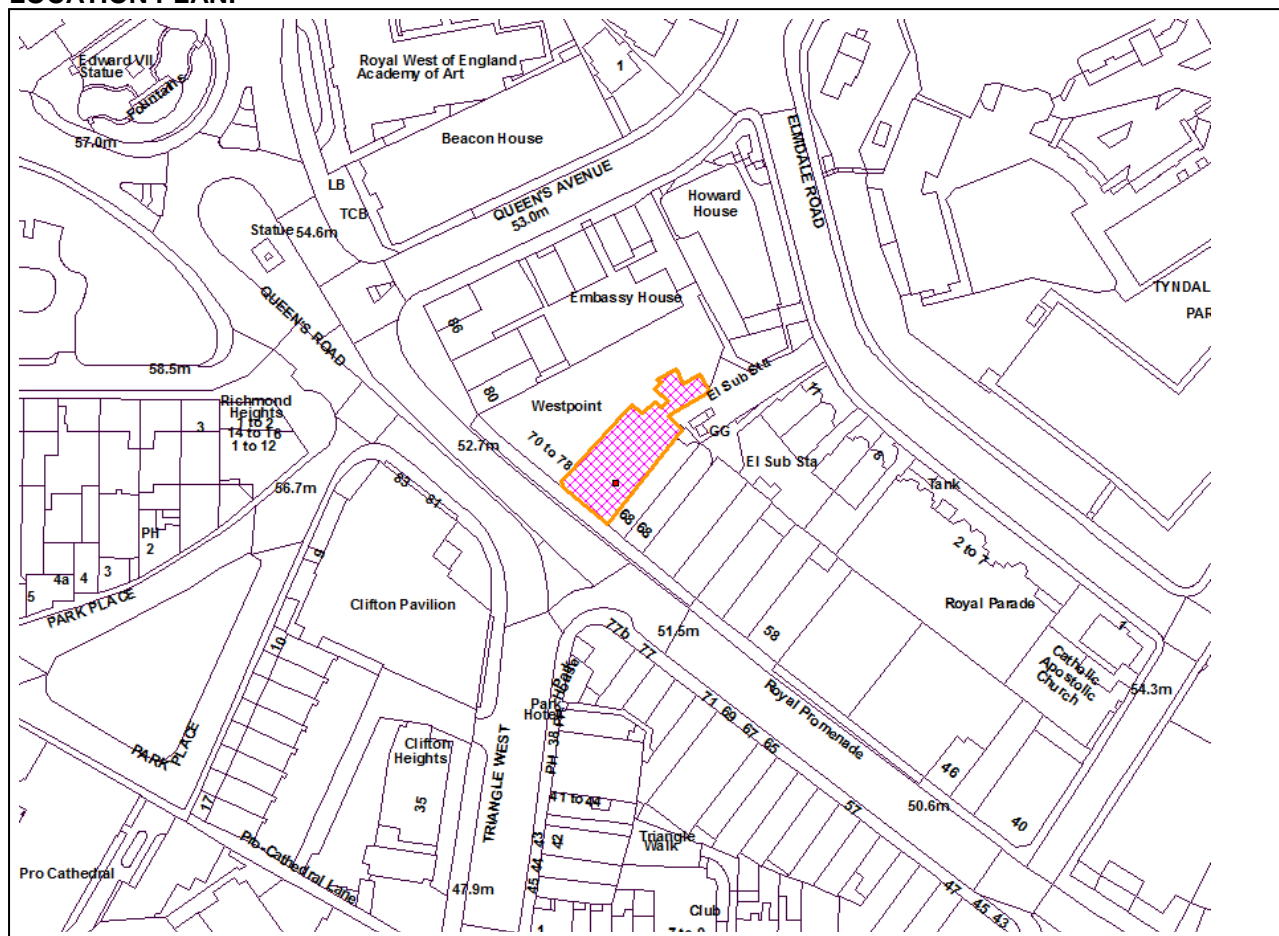 LOCATION PLAN:
Edward VII
Statue
Fountains
57.0m
Royal West of England
Academy of Art
1
Beacon House
LB
TCB
QUEEN'S AVENUE
53.0m
Statue
54.6m
ELMDALE ROAD
Howard
House
QUEEN'S ROAD
Embassy House
86
80
TYNDAL
PAR
58.5m
El Sub Sta
Westpoint
11
Richmond
Heights
1 to 2
14 to 16
1 to 12
3
GG
52.7m
70 to 78
El Sub Sta
8
56.7m
83
81
Tank
68
68
PH
2
9
2 to 7
4a
4
3
5
PARK PLACE
Clifton Pavilion
Royal Parade
10
77b
77
51.5m
58
1
Catholic
Apostolic
Church
54.3m
Park
Hotel
Royal Promenade
71
69
67
65
PARK PLACE
Clifton
Heights
TRIANGLE WEST
PH
38
46
17
35
41 to 44
57
50.6m
40
43
42
Triangle
Walk
Pro-Cathedral Lane
Pro Cathedral
47.9m
45
44
47
45
43
Club
1
7 to 9